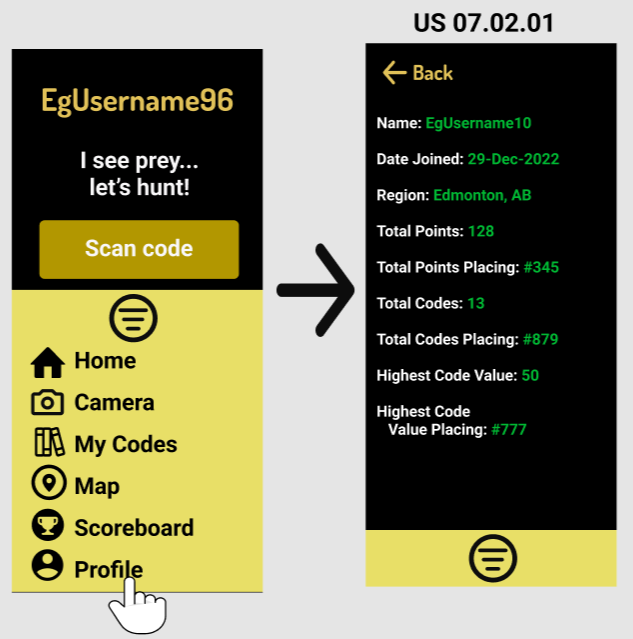 US 07.02.01
EgUsername96
I see prey...
let's hunt!
Scan code
Home
Camera
My Codes
Map
Scoreboard
Profile
Back
Name: EgUsername10
Date Joined: 29-Dec-2022
Region: Edmonton, AB
Total Points: 128
Total Points Placing: #345
Total Codes: 13
Total Codes Placing: #879
Highest Code Value: 50
Highest Code
Value Placing: #777